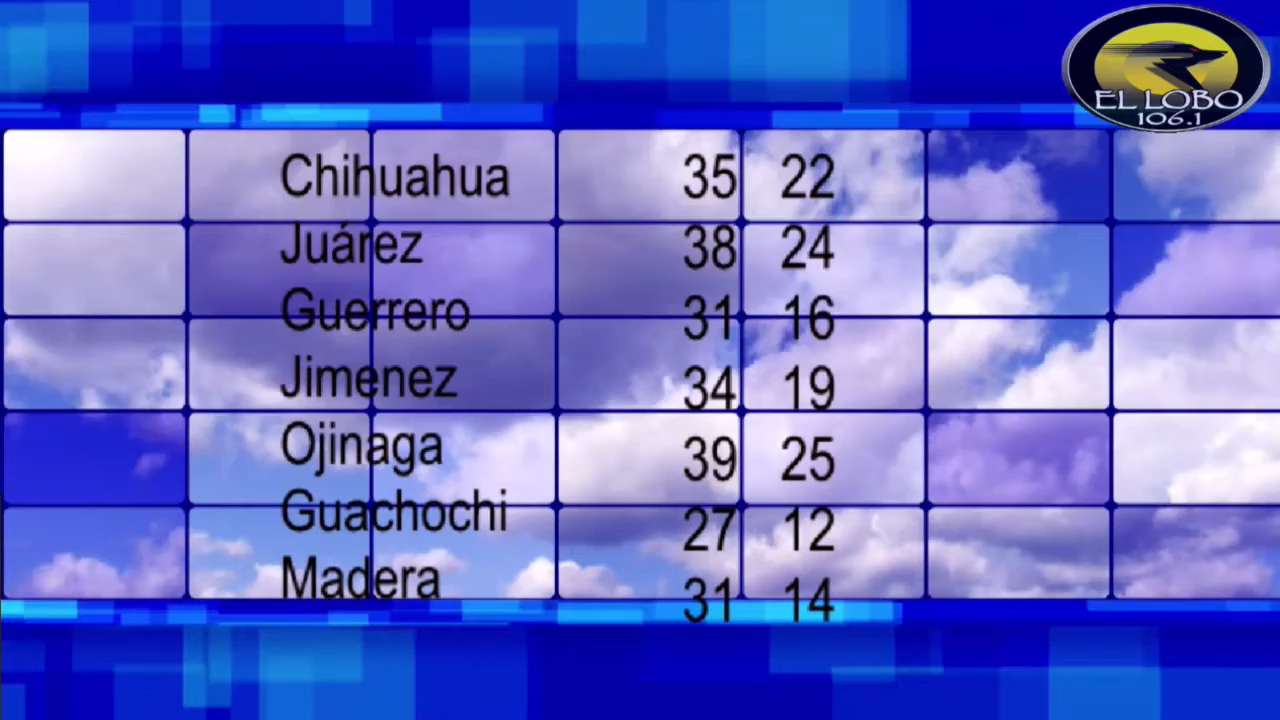 EL LOBO
106.1
Chihuahua 35 22
Juárez 38 24
Guerrero 31 16
Jimenez 34 19
Ojinaga 39 25
Guachochi 27 12
Madera 31 14